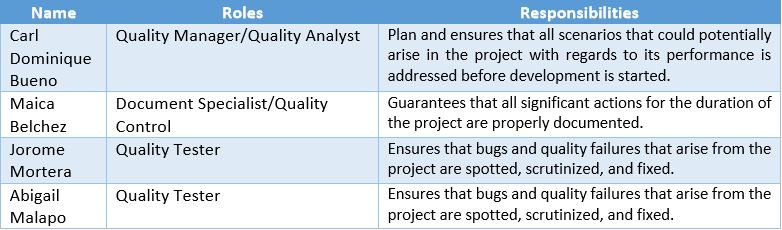 Name Roles Responsibilities
Carl Quality Manager/Quality Analyst Plan and ensures that all scenarios that could potentially
Dominique arise in the project with regards to its performance is
Bueno addressed before development is started.
Maica Document Specialist/Quality Guarantees that all significant actions for the duration of
Belchez Control the project are properly documented.
Jorome Quality Tester Ensures that bugs and quality failures that arise from the
Mortera project are spotted, scrutinized, and fixed.
Abigail Quality Tester Ensures that bugs and quality failures that arise from the
Malapo project are spotted, scrutinized, and fixed.